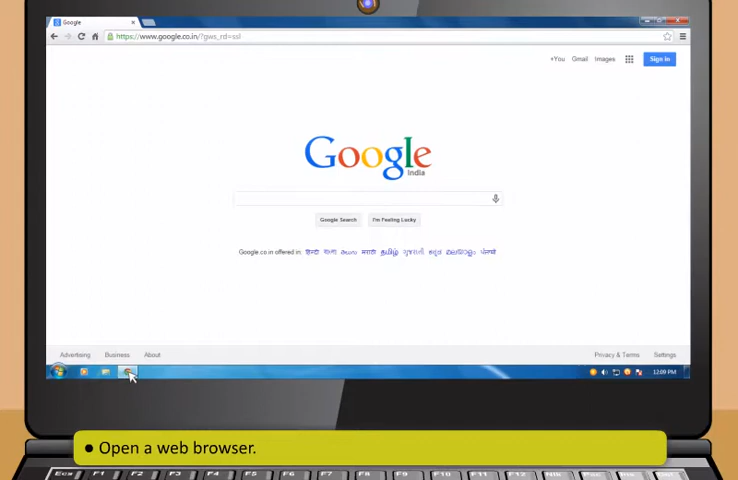 Google
https://www.google.co.in/?gws_rd=ssl
+You Gmail Images Sign in
Google
India
Google Search I'm Feeling Lucky
Google.co.in offered in: हिन्दी বাংলা తెలుగు मराठी தமிழ் ગુજરાતી ಕನ್ನಡ മലയാളം ਪੰਜਾਬੀ
Advertising Business About Privacy & Terms Settings
12:09 PM
● Open a web browser.
Esc F1 F2 F3 F4 F5 F6 F7 F8 F9 F10 F11 F12